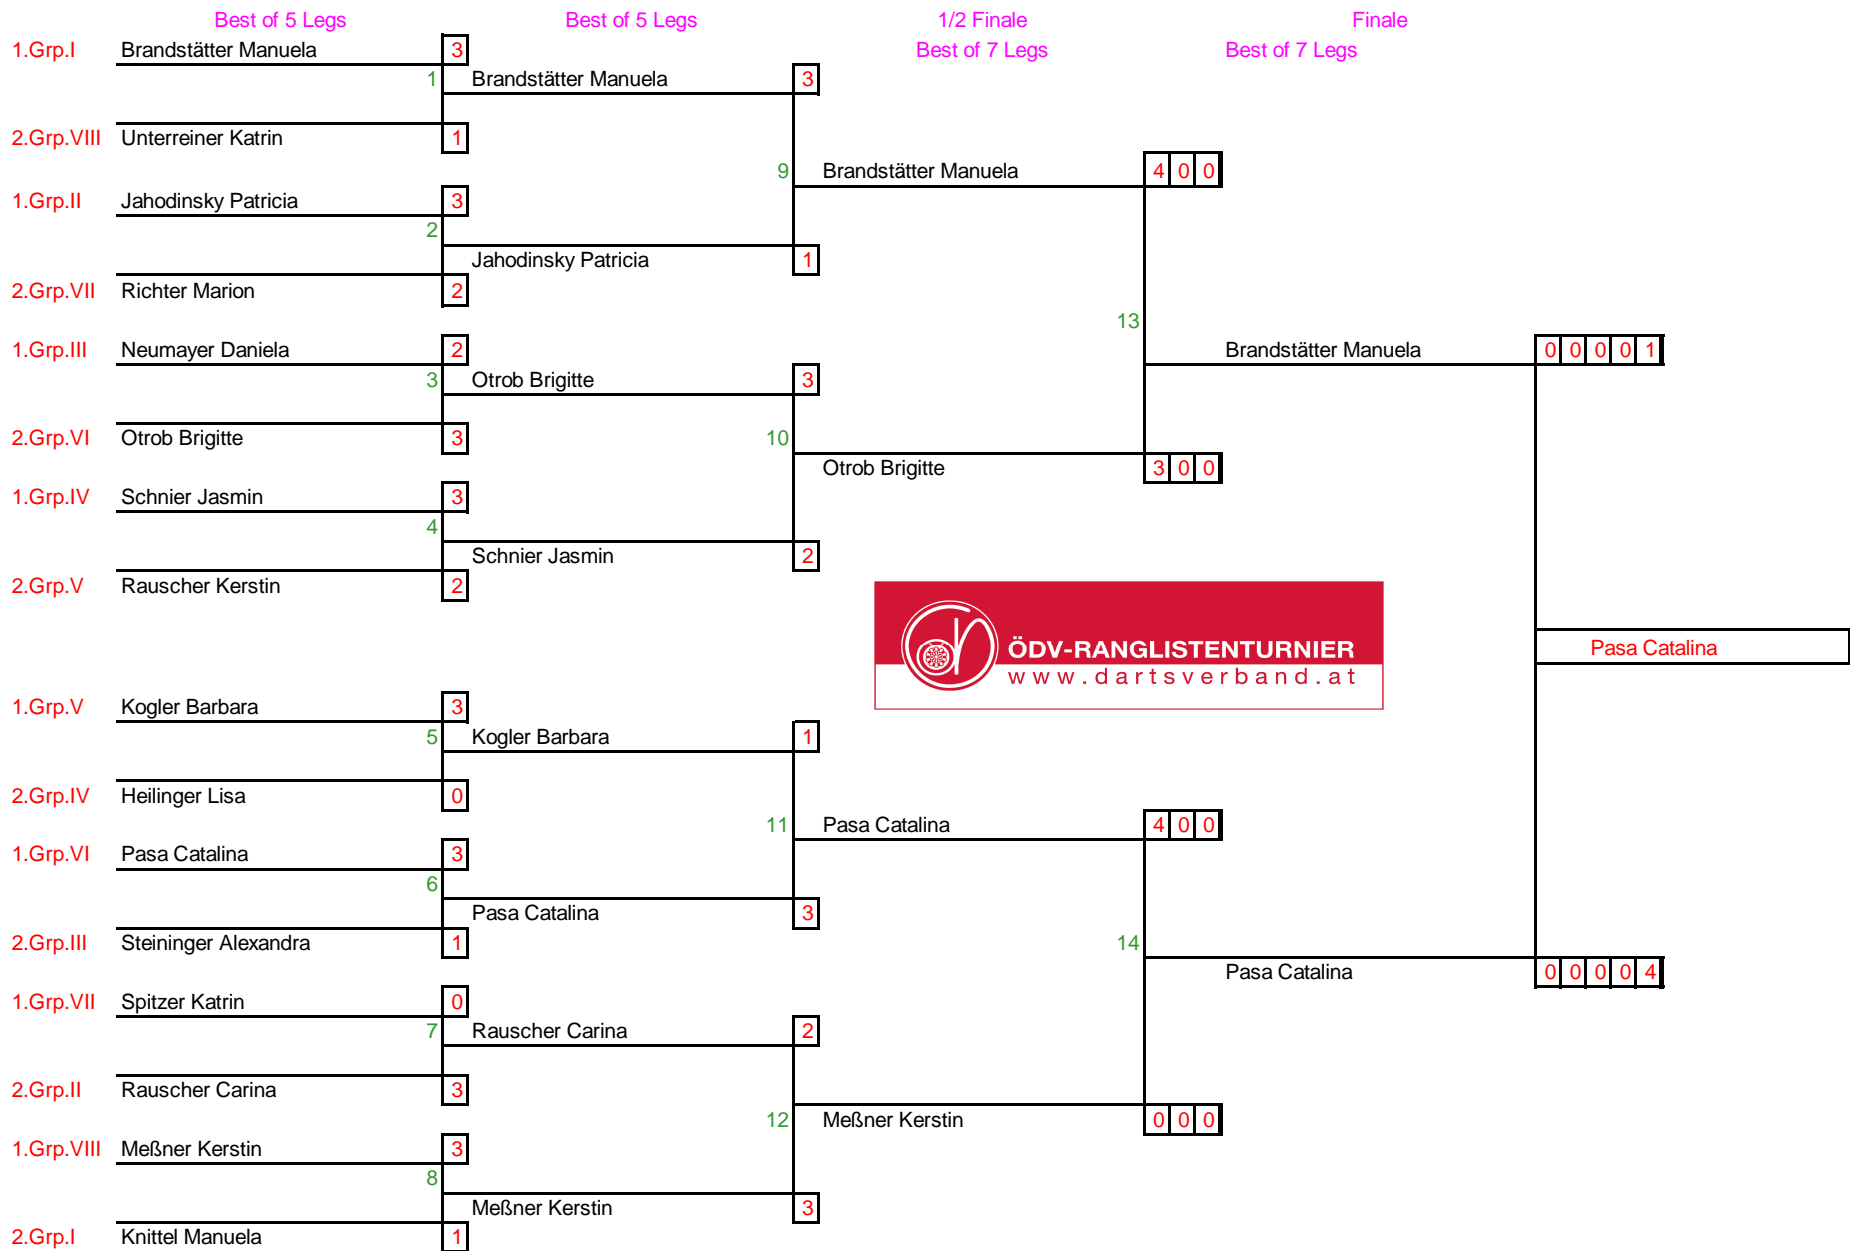 Best of 5 Legs Best of 5 Legs 1/2 Finale Finale
1.Grp.I Brandstätter Manuela 3 Best of 7 Legs Best of 7 Legs
1 Brandstätter Manuela 3
2.Grp.VIII Unterreiner Katrin 1
9 Brandstätter Manuela 4 0 0
1.Grp.II Jahodinsky Patricia 3
2
Jahodinsky Patricia 1
2.Grp.VII Richter Marion 2
13
1.Grp.III Neumayer Daniela 2 Brandstätter Manuela 0 0 0 0 1
3 Otrob Brigitte 3
2.Grp.VI Otrob Brigitte 3 10
Otrob Brigitte 3 0 0
1.Grp.IV Schnier Jasmin 3
4
Schnier Jasmin 2
2.Grp.V Rauscher Kerstin 2
ÖDV-RANGLISTENTURNIER
Pasa Catalina
www.dartsverband.at
1.Grp.V Kogler Barbara 3
5 Kogler Barbara 1
2.Grp.IV Heilinger Lisa 0
11 Pasa Catalina 4 0 0
1.Grp.VI Pasa Catalina 3
6
Pasa Catalina 3
2.Grp.III Steininger Alexandra 1 14
Pasa Catalina 0 0 0 0 4
1.Grp.VII Spitzer Katrin 0
7 Rauscher Carina 2
2.Grp.II Rauscher Carina 3
12 Meßner Kerstin 0 0 0
1.Grp.VIII Meßner Kerstin 3
8
Meßner Kerstin 3
2.Grp.I Knittel Manuela 1